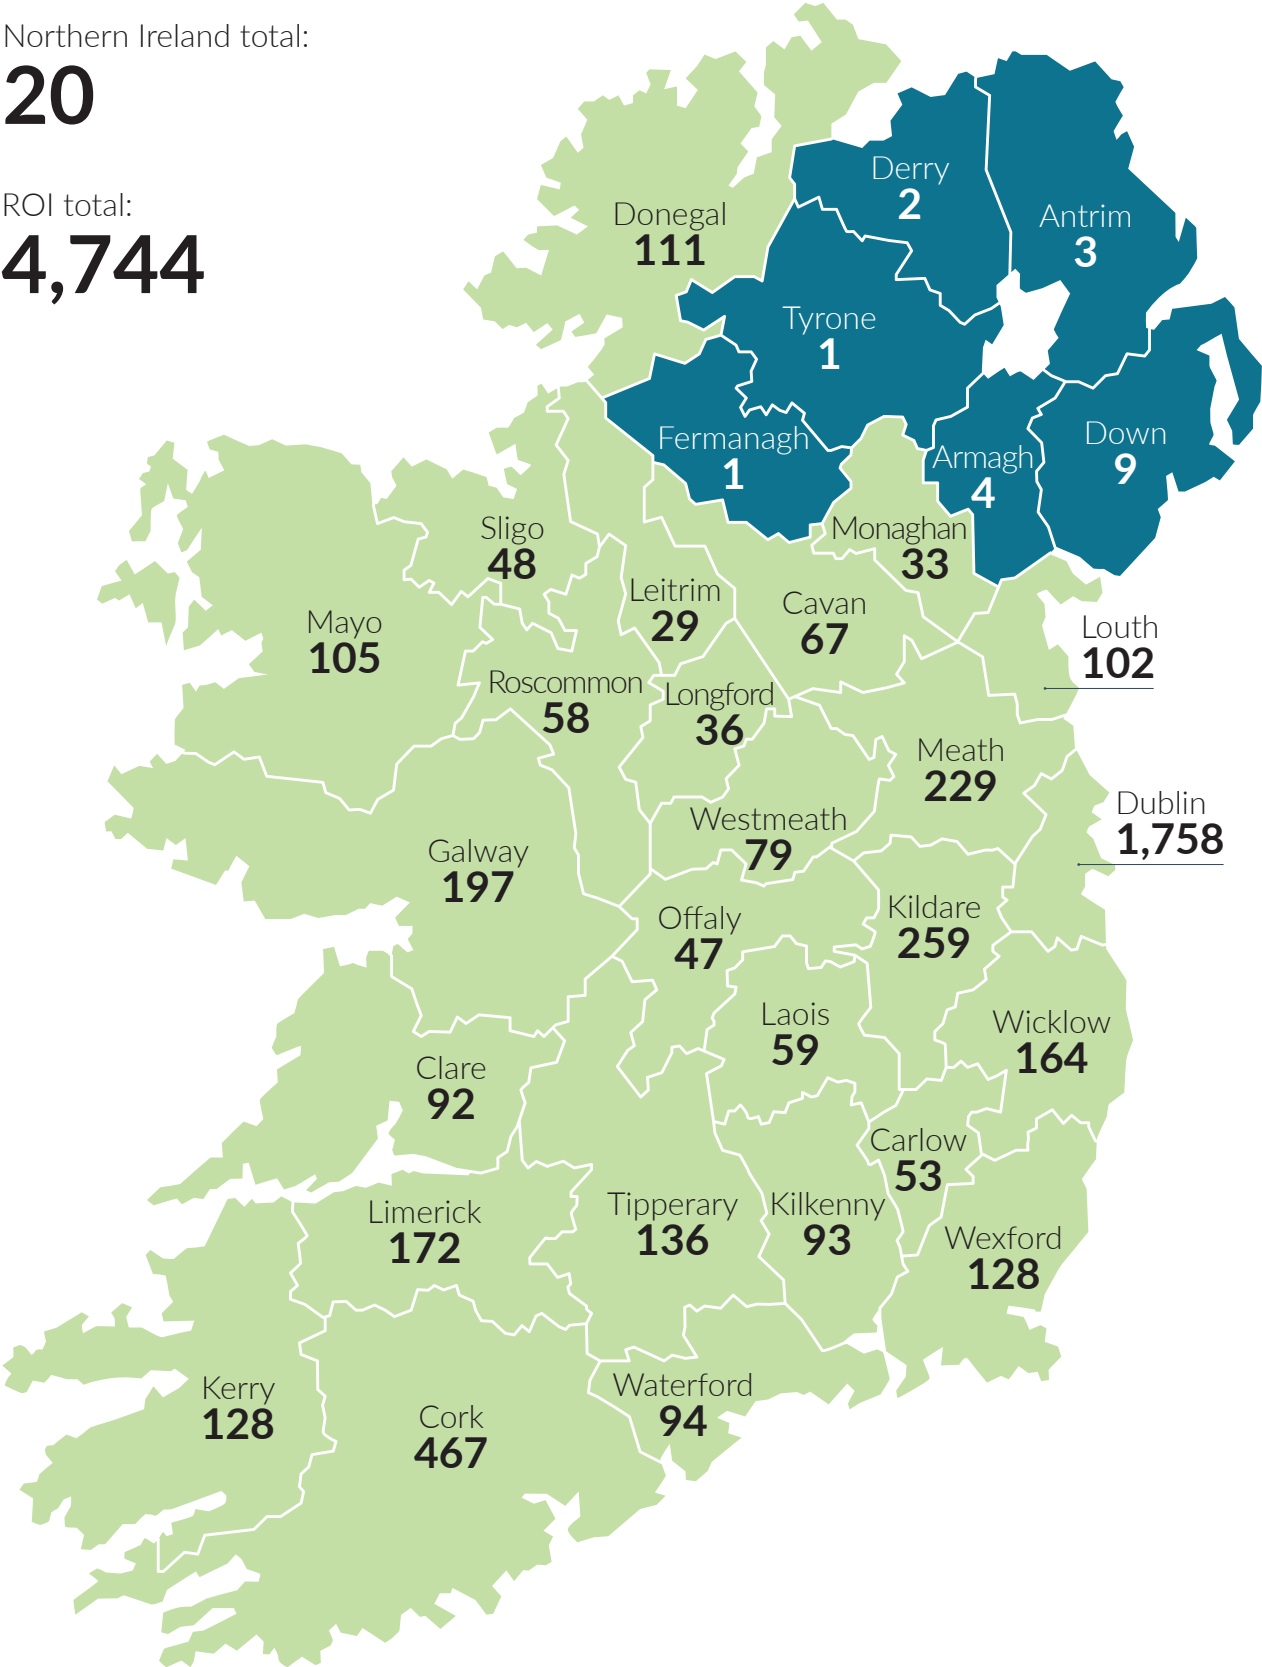 Northern Ireland total:
20
ROI total:
4,744
Derry
2
Donegal
111
Antrim
3
Tyrone
1
Fermanagh
1
Down
9
Armagh
4
Sligo
48
Monaghan
33
Leitrim
29
Cavan
67
Mayo
105
Louth
102
Roscommon
58
Longford
36
Meath
229
Dublin
1,758
Westmeath
79
Galway
197
Kildare
259
Offaly
47
Laois
59
Wicklow
164
Clare
92
Carlow
53
Limerick
172
Tipperary
136
Kilkenny
93
Wexford
128
Waterford
94
Kerry
128
Cork
467